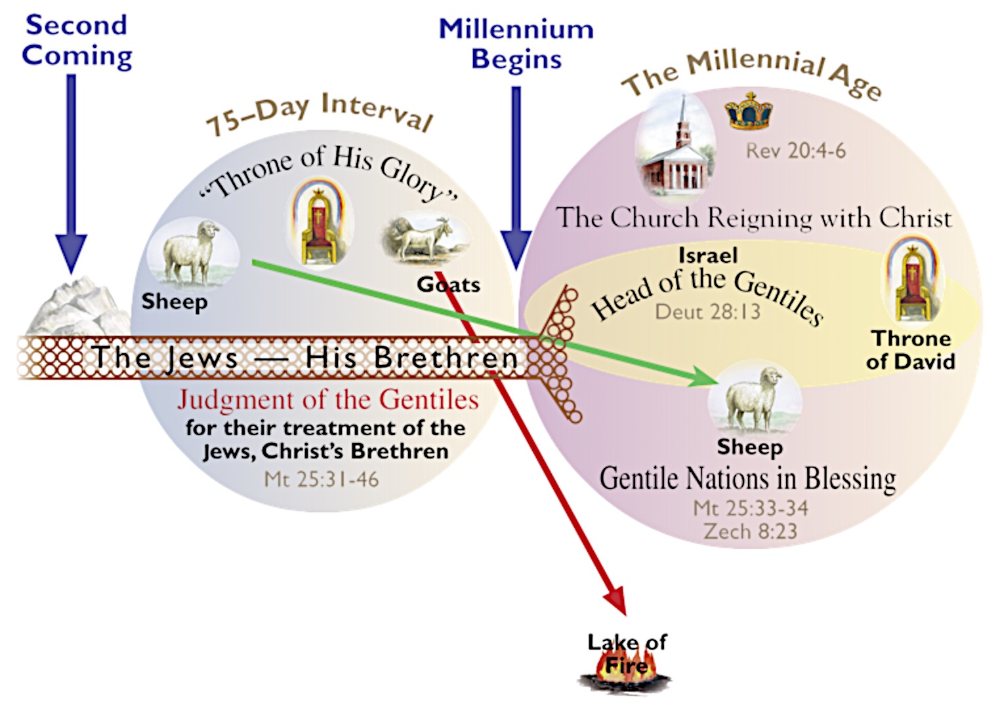 Second
Coming
Millennium
Begins
75–Day Interval
“Throne of His Glory”
Sheep
Goats
The Jews — His Brethren
Judgment of the Gentiles
for their treatment of the
Jews, Christ’s Brethren
Mt 25:31-46
The Millennial Age
Rev 20:4-6
The Church Reigning with Christ
Israel
Head of the Gentiles
Deut 28:13
Throne
of David
Sheep
Gentile Nations in Blessing
Mt 25:33-34
Zech 8:23
Lake of
Fire